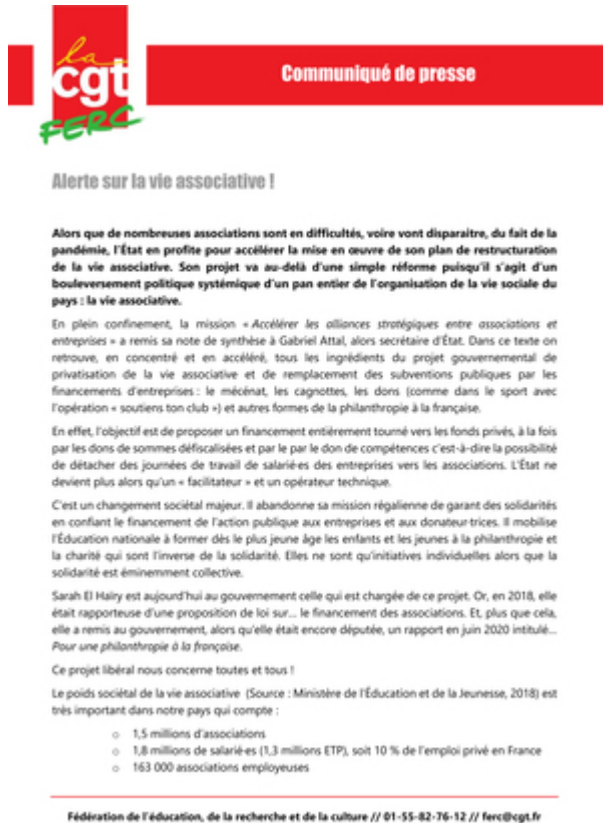 la
cgt
FERC
Communiqué de presse
Alerte sur la vie associative !
Alors que de nombreuses associations sont en difficultés, voire vont disparaitre, du fait de la
pandémie, l'État en profite pour accélérer la mise en œuvre de son plan de restructuration
de la vie associative. Son projet va au-delà d'une simple réforme puisqu'il s'agit d'un
bouleversement politique systémique d'un pan entier de l'organisation de la vie sociale du
pays : la vie associative.
En plein confinement, la mission « Accélérer les alliances stratégiques entre associations et
entreprises » a remis sa note de synthèse à Gabriel Attal, alors secrétaire d'État. Dans ce texte on
retrouve, en concentré et en accéléré, tous les ingrédients du projet gouvernemental de
privatisation de la vie associative et de remplacement des subventions publiques par les
financements d'entreprises : le mécénat, les cagnottes, les dons (comme dans le sport avec
l'opération « soutiens ton club ») et autres formes de la philanthropie à la française.
En effet, l'objectif est de proposer un financement entièrement tourné vers les fonds privés, à la fois
par les dons de sommes défiscalisées et par le par le don de compétences c'est-à-dire la possibilité
de détacher des journées de travail de salarié·es des entreprises vers les associations. L'État ne
devient plus alors qu'un « facilitateur » et un opérateur technique.
C'est un changement sociétal majeur. Il abandonne sa mission régalienne de garant des solidarités
en confiant le financement de l'action publique aux entreprises et aux donateur·trices. Il mobilise
l'Éducation nationale à former dès le plus jeune âge les enfants et les jeunes à la philanthropie et
la charité qui sont l'inverse de la solidarité. Elles ne sont qu'initiatives individuelles alors que la
solidarité est éminemment collective.
Sarah El Haïry est aujourd'hui au gouvernement celle qui est chargée de ce projet. Or, en 2018, elle
était rapporteuse d'une proposition de loi sur... le financement des associations. Et, plus que cela,
elle a remis au gouvernement, alors qu'elle était encore députée, un rapport en juin 2020 intitulé...
Pour une philanthropie à la française.
Ce projet libéral nous concerne toutes et tous !
Le poids sociétal de la vie associative (Source : Ministère de l'Éducation et de la Jeunesse, 2018) est
très important dans notre pays qui compte :
o 1,5 millions d'associations
o 1,8 millions de salarié·es (1,3 millions ETP), soit 10 % de l'emploi privé en France
o 163 000 associations employeuses
Fédération de l'éducation, de la recherche et de la culture // 01-55-82-76-12 // ferc@cgt.fr